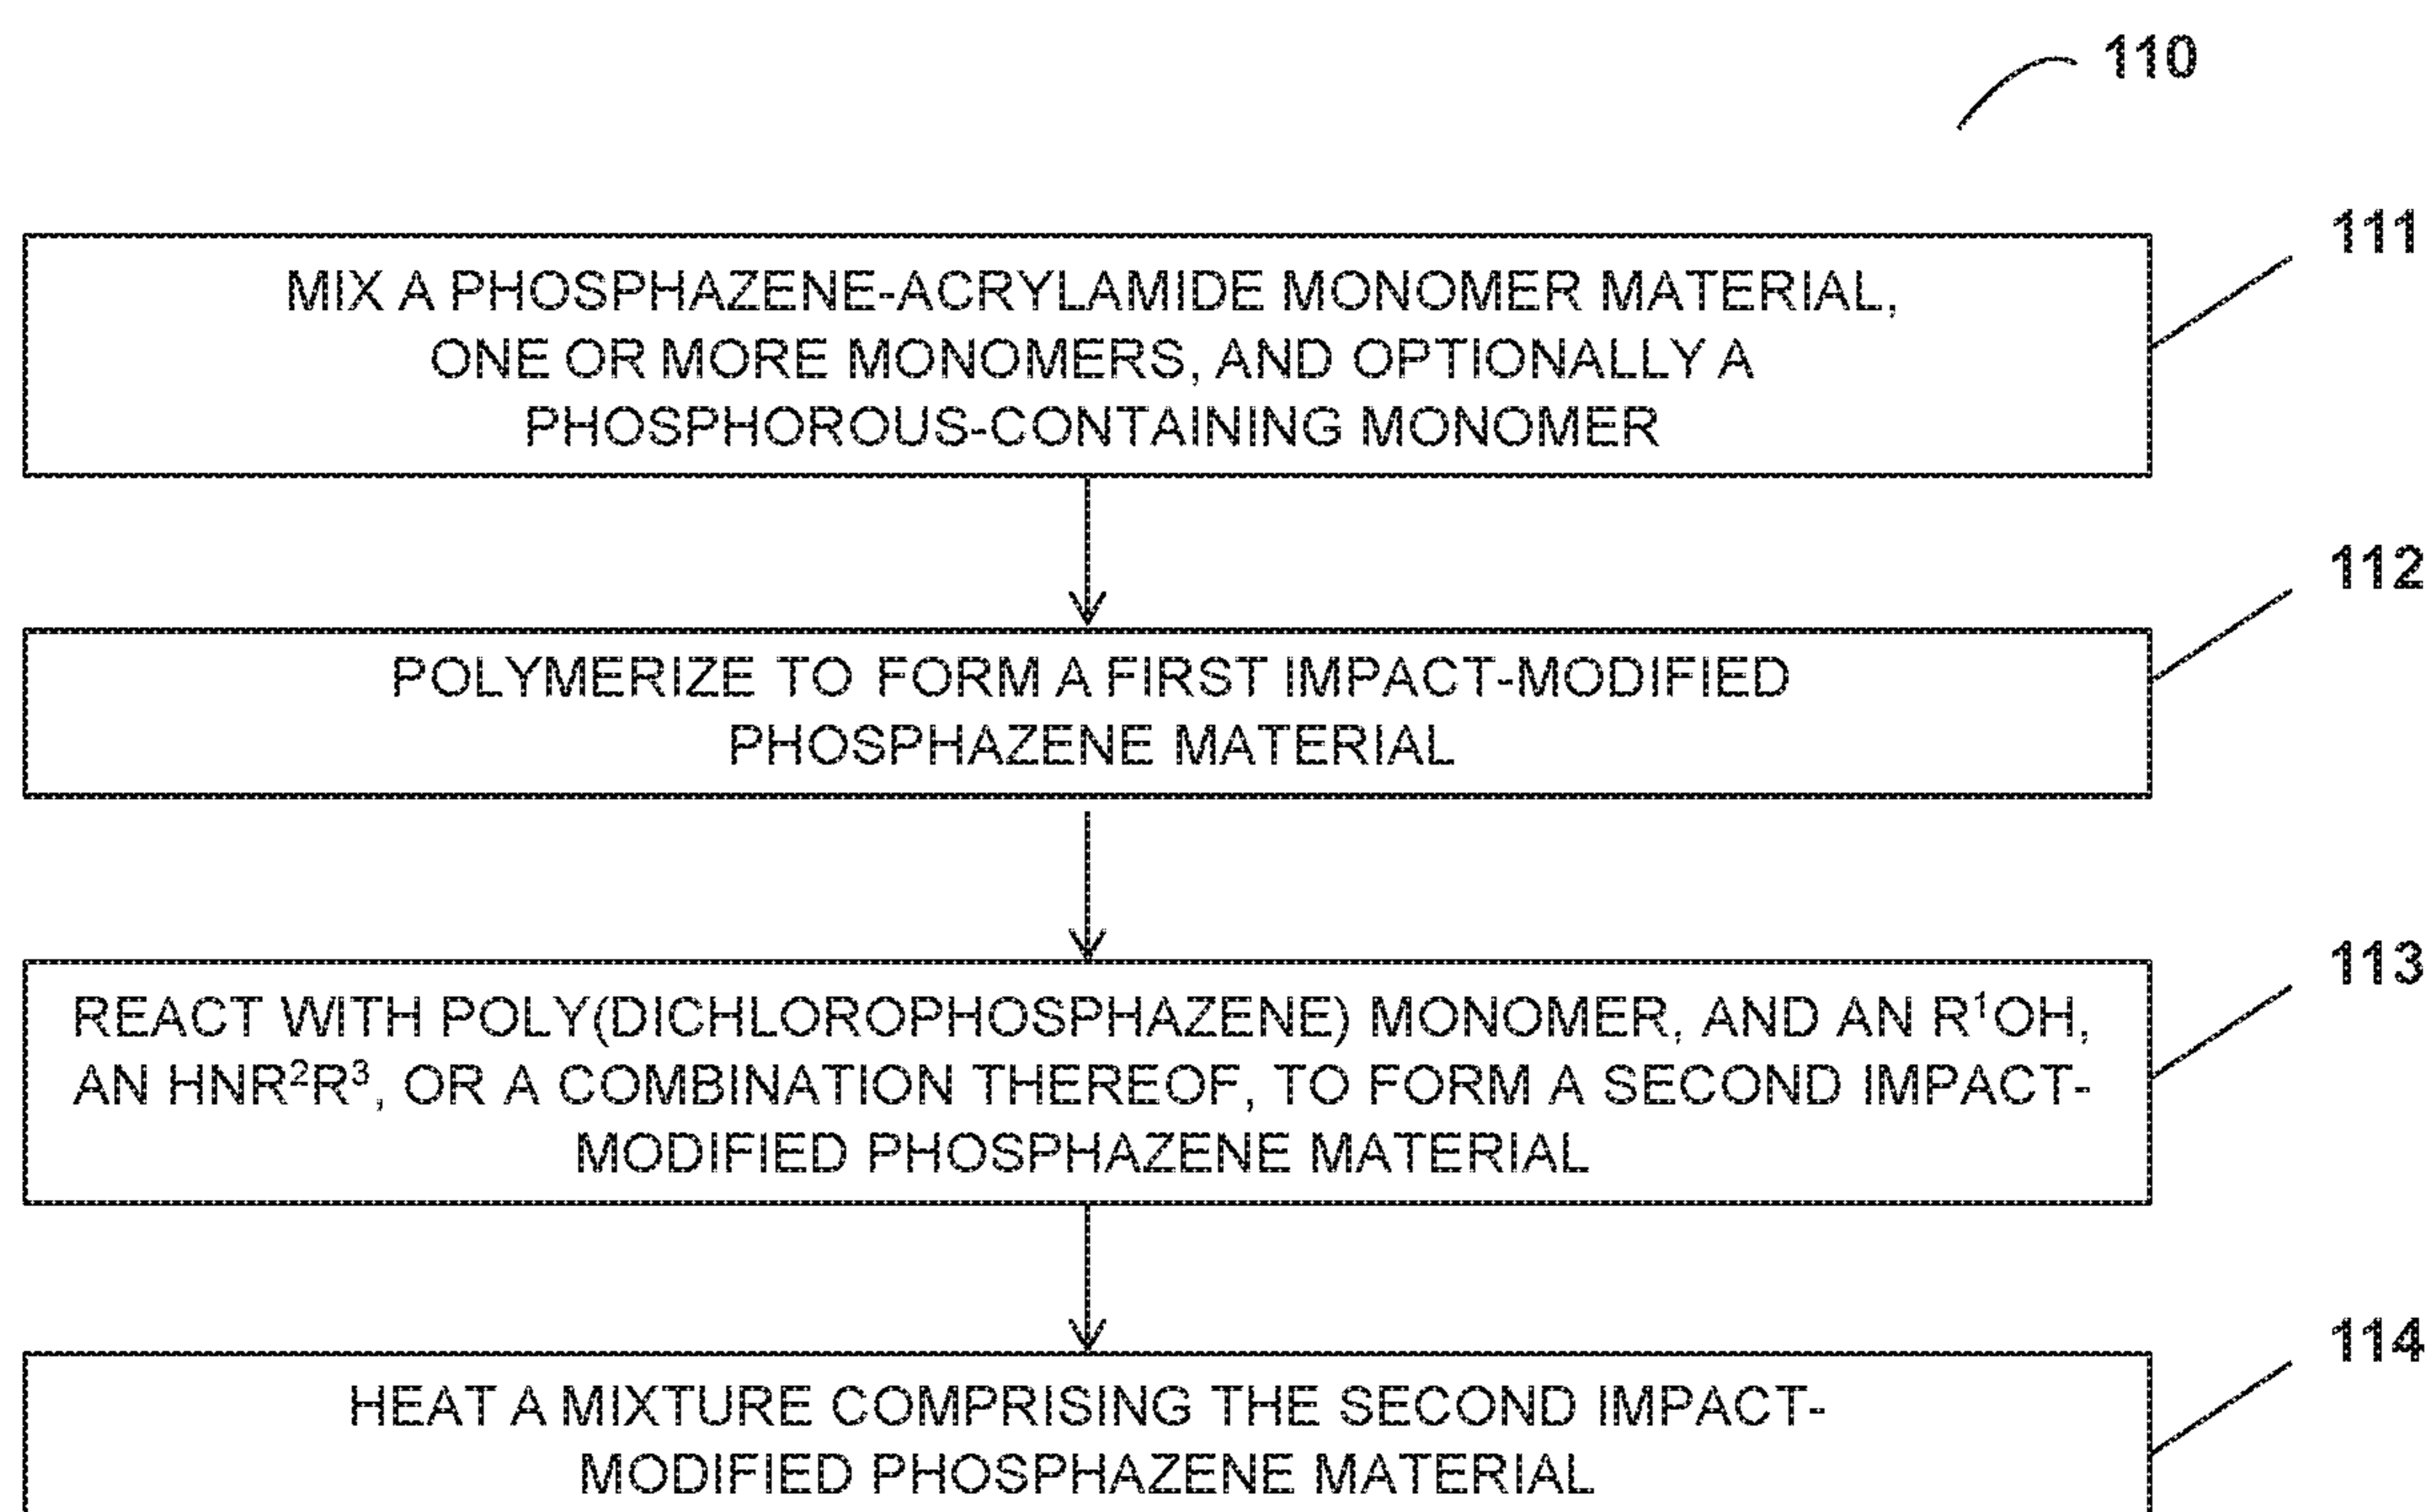 110
111
MIX A PHOSPHAZENE-ACRYLAMIDE MONOMER MATERIAL,
ONE OR MORE MONOMERS, AND OPTIONALLY A
PHOSPHOROUS-CONTAINING MONOMER
112
POLYMERIZE TO FORM A FIRST IMPACT-MODIFIED
PHOSPHAZENE MATERIAL
113
REACT WITH POLY(DICHLOROPHOSPHAZENE) MONOMER, AND AN R¹OH,
AN HNR²R³, OR A COMBINATION THEREOF, TO FORM A SECOND IMPACT-
MODIFIED PHOSPHAZENE MATERIAL
114
HEAT A MIXTURE COMPRISING THE SECOND IMPACT-
MODIFIED PHOSPHAZENE MATERIAL